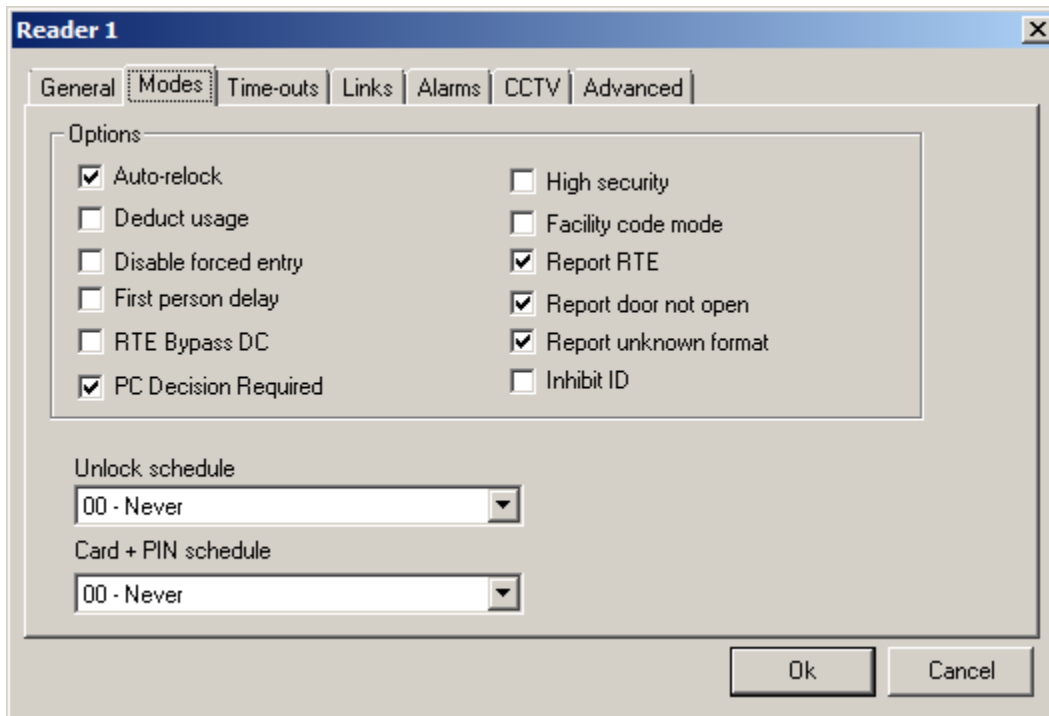 Reader 1
General Modes Time-outs Links Alarms CCTV Advanced
Options
Auto-relock
Deduct usage
Disable forced entry
First person delay
RTE Bypass DC
PC Decision Required
High security
Facility code mode
Report RTE
Report door not open
Report unknown format
Inhibit ID
Unlock schedule
00 - Never
Card + PIN schedule
00 - Never
Ok Cancel